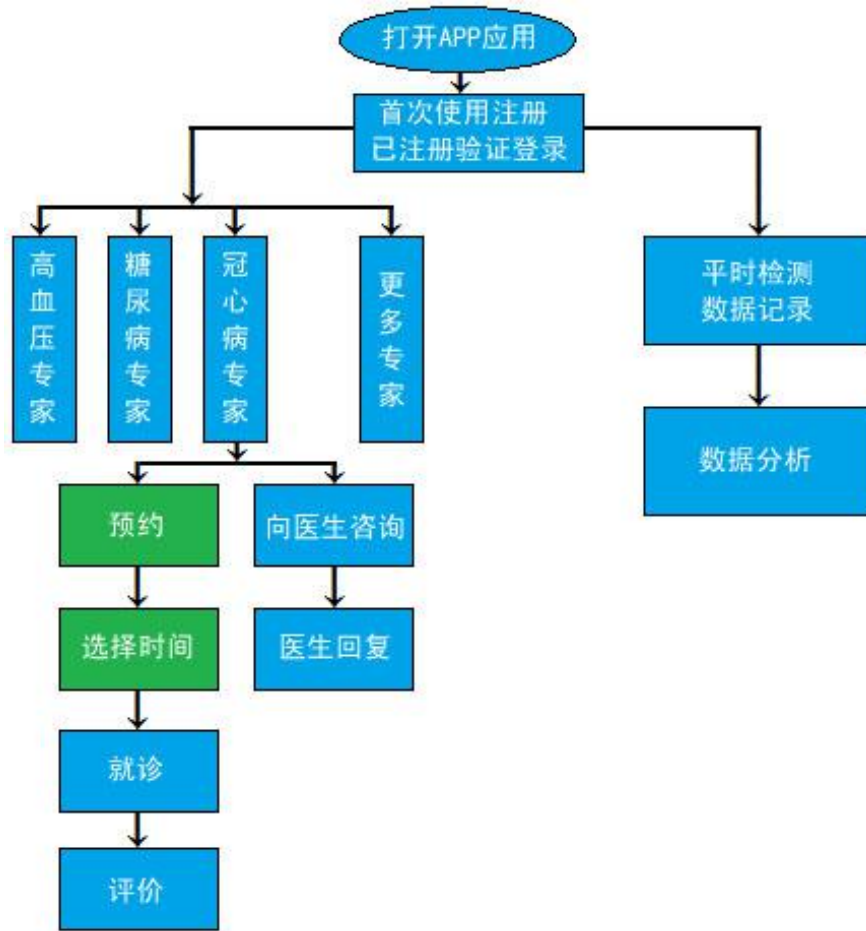 打开APP应用
首次使用注册
已注册验证登录
高血压专家
糖尿病专家
冠心病专家
更多专家
平时检测
数据记录
数据分析
预约
向医生咨询
选择时间
医生回复
就诊
评价